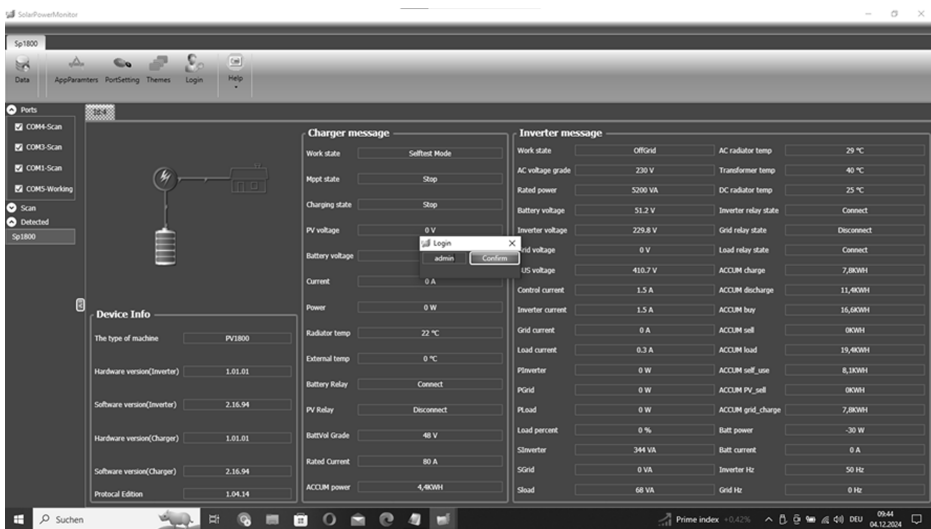 SolarPowerMonitor
Sp1800
Data
AppParamters
PortSetting
Themes
Login
Help
Ports
COM4-Scan
COM3-Scan
COM1-Scan
COM5-Working
Scan
Detected
Sp1800
Device Info
The type of machine PV1800
Hardware version(Inverter) 1.01.01
Software version(Inverter) 2.16.94
Hardware version(Charger) 1.01.01
Software version(Charger) 2.16.94
Protocal Edition 1.04.14
Charger message
Work state Selftest Mode
Mppt state Stop
Charging state Stop
PV voltage 0 V
Battery voltage
Current 0 A
Power 0 W
Radiator temp 22 ℃
External temp 0 ℃
Battery Relay Connect
PV Relay Disconnect
BattVol Grade 48 V
Rated Current 80 A
ACCUM power 4,4KWH
Login
admin Confirm
Inverter message
Work state OffGrid
AC voltage grade 230 V
Rated power 5200 VA
Battery voltage 51.2 V
Inverter voltage 229.8 V
voltage 0 V
voltage 410.7 V
Control current 1.5 A
Inverter current 1.5 A
Grid current 0 A
Load current 0.3 A
PInverter 0 W
PGrid 0 W
PLoad 0 W
Load percent 0 %
SInverter 344 VA
SGrid 0 VA
Sload 68 VA
AC radiator temp 29 ℃
Transformer temp 40 ℃
DC radiator temp 25 ℃
Inverter relay state Connect
Grid relay state Disconnect
Load relay state Connect
ACCUM charge 7,8KWH
ACCUM discharge 11,4KWH
ACCUM buy 16,6KWH
ACCUM sell 0KWH
ACCUM load 19,4KWH
ACCUM self_use 8,1KWH
ACCUM PV_sell 0KWH
ACCUM grid_charge 7,8KWH
Batt power -30 W
Batt current 0 A
Inverter Hz 50 Hz
Grid Hz 0 Hz
Suchen
Prime index +0,42%
DEU
09:44
04.12.2024